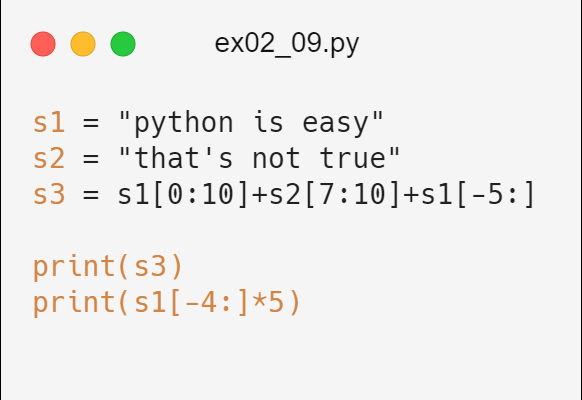 ex02_09.py
s1 = "python is easy"
s2 = "that's not true"
s3 = s1[0:10]+s2[7:10]+s1[-5:]
print(s3)
print(s1[-4:]*5)